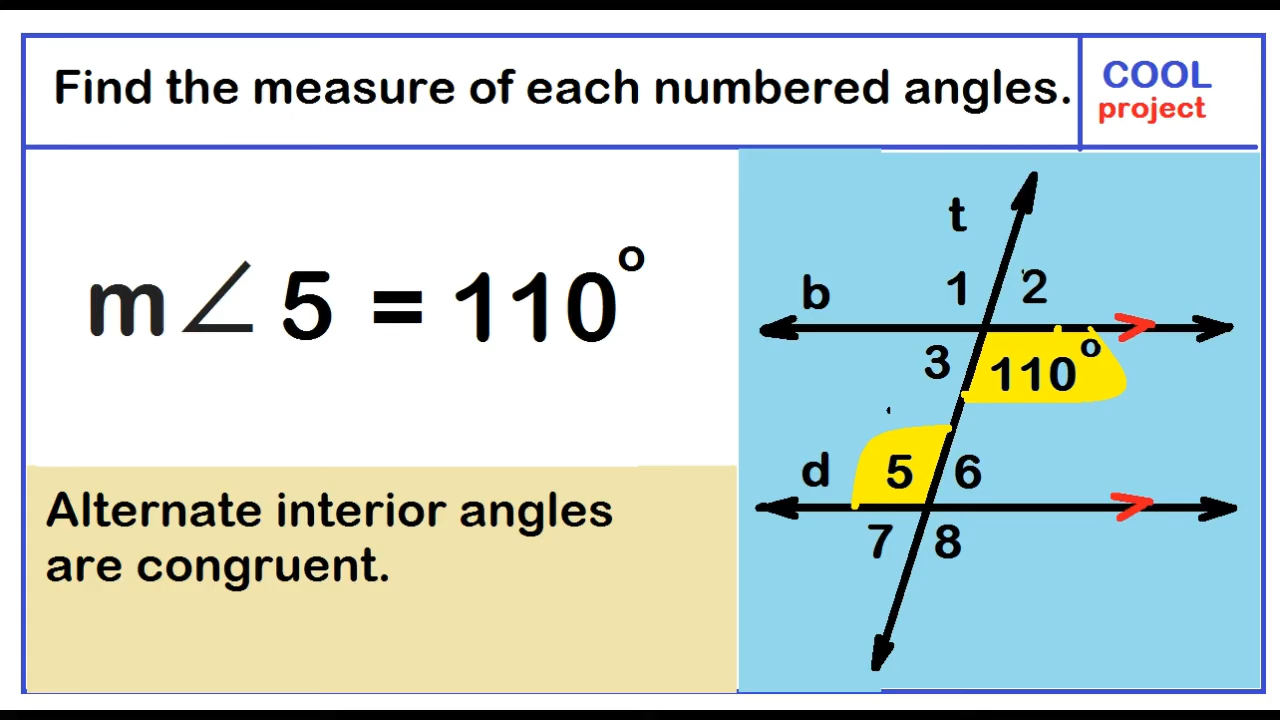 Find the measure of each numbered angles.
COOL
project
m∠ 5 = 110°
Alternate interior angles
are congruent.
t
b
1
2
3
110°
d
5
6
7
8